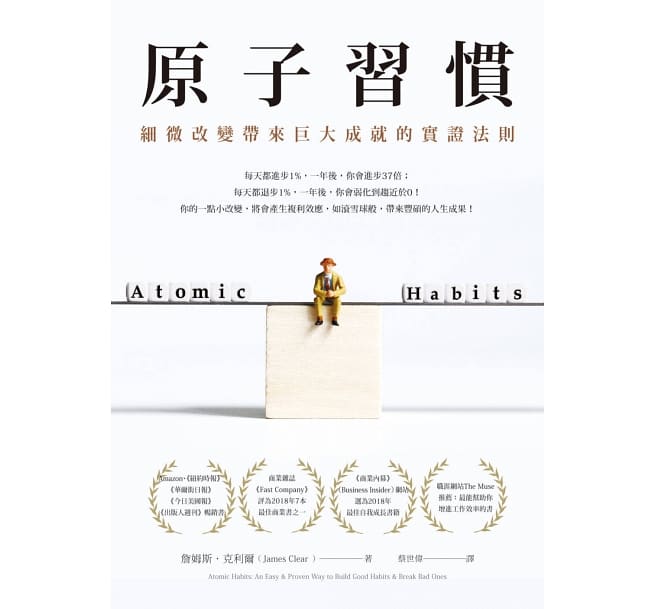 原子習慣
細微改變帶來巨大成就的實證法則
每天都進步1%，一年後，你會進步37倍；
每天都退步1%，一年後，你會弱化到趨近於0！
你的一點小改變，將會產生複利效應，如滾雪球般，帶來豐碩的人生成果！
Atomic Habits
Amazon、《紐約時報》
《華爾街日報》
《今日美國報》
《出版人週刊》暢銷書
商業雜誌
《Fast Company》
評為2018年7本
最佳商業書之一
《商業內幕》
(Business Insider) 網站
選為2018年
最佳自我成長書籍
職涯網站The Muse
推薦：最能幫助你
增進工作效率的書
詹姆斯・克利爾 (James Clear ) ———— 著 蔡世偉 ———— 譯
Atomic Habits: An Easy & Proven Way to Build Good Habits & Break Bad Ones